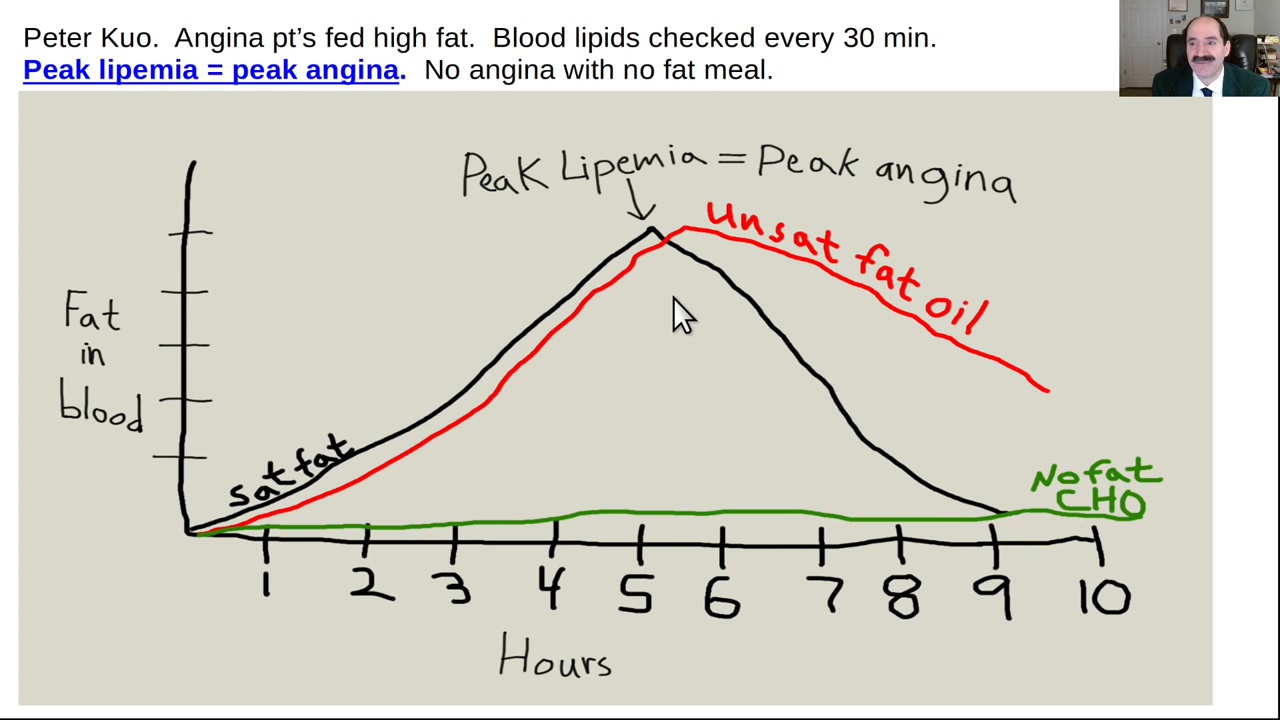 Peter Kuo.  Angina pt’s fed high fat.  Blood lipids checked every 30 min.
Peak lipemia = peak angina.  No angina with no fat meal.
Peak Lipemia = Peak angina
unsat fat oil
Fat
in
blood
sat fat
No fat
CHO
1 2 3 4 5 6 7 8 9 10
Hours